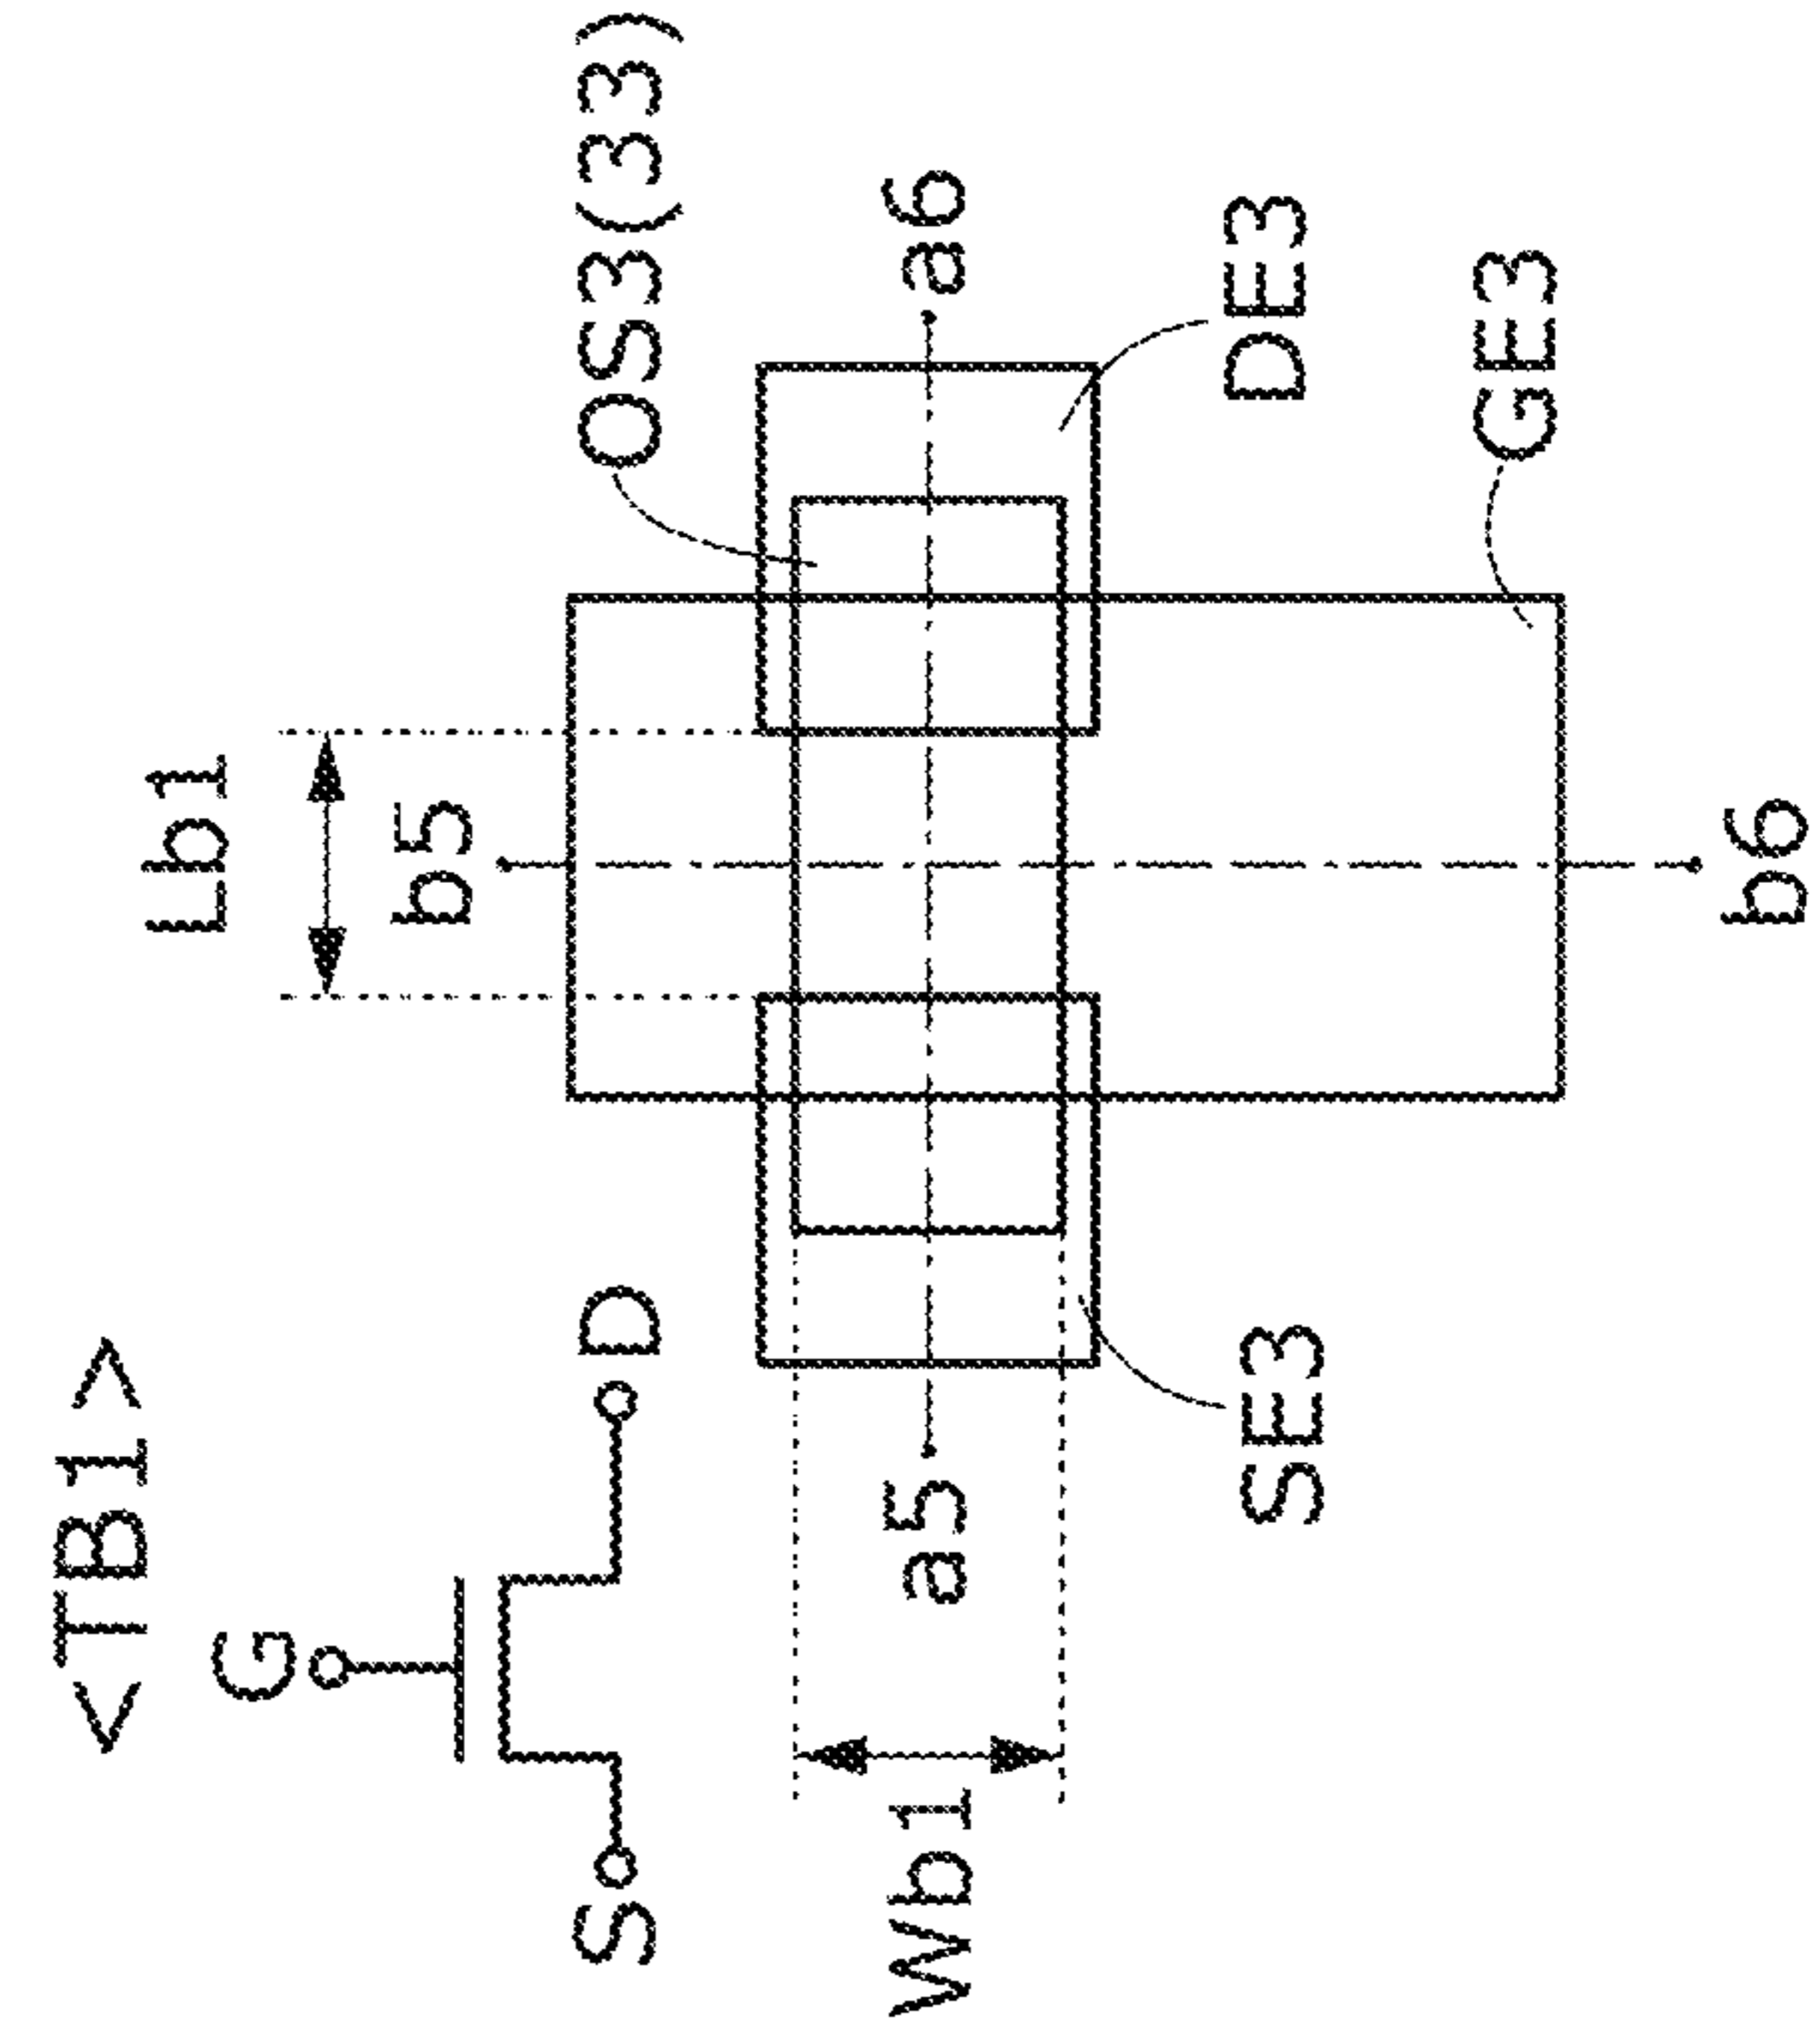 <TB1>
G
S
D
Lb1
b5
OS3(33)
Wb1
a5
a6
SE3
DE3
GE3
b6